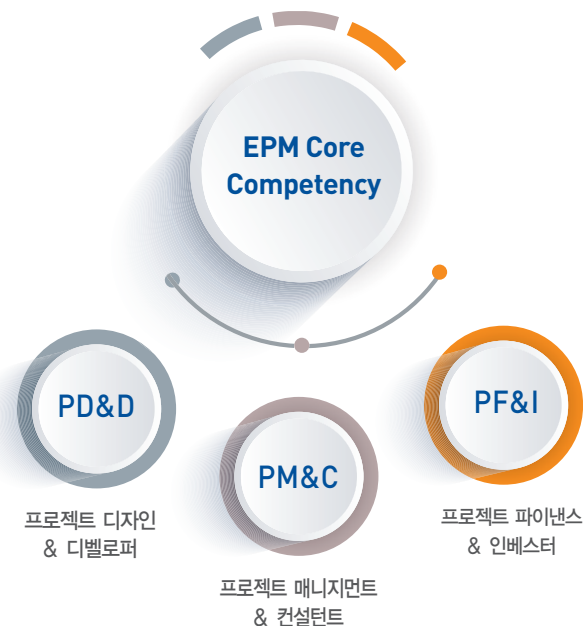 EPM Core
Competency
PD&D
프로젝트 디자인
& 디벨로퍼
PM&C
프로젝트 매니지먼트
& 컨설턴트
PF&I
프로젝트 파이낸스
& 인베스터